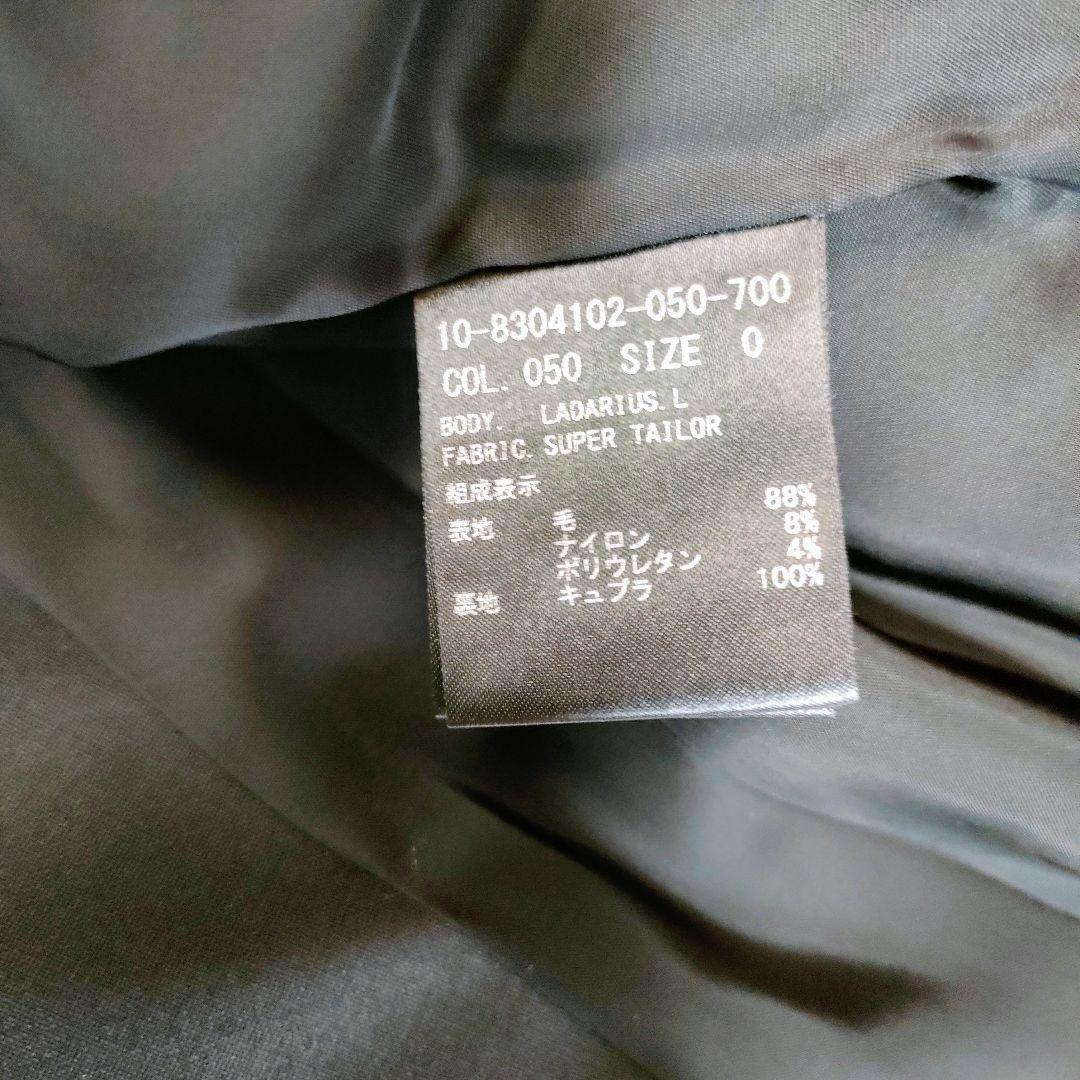 10-8304102-050-700
COL. 050 SIZE 0
BODY. LADARIUS.L
FABRIC. SUPER TAILOR
組成表示
表地 毛 88%
ナイロン 8%
ポリウレタン 4%
裏地 キュプラ 100%